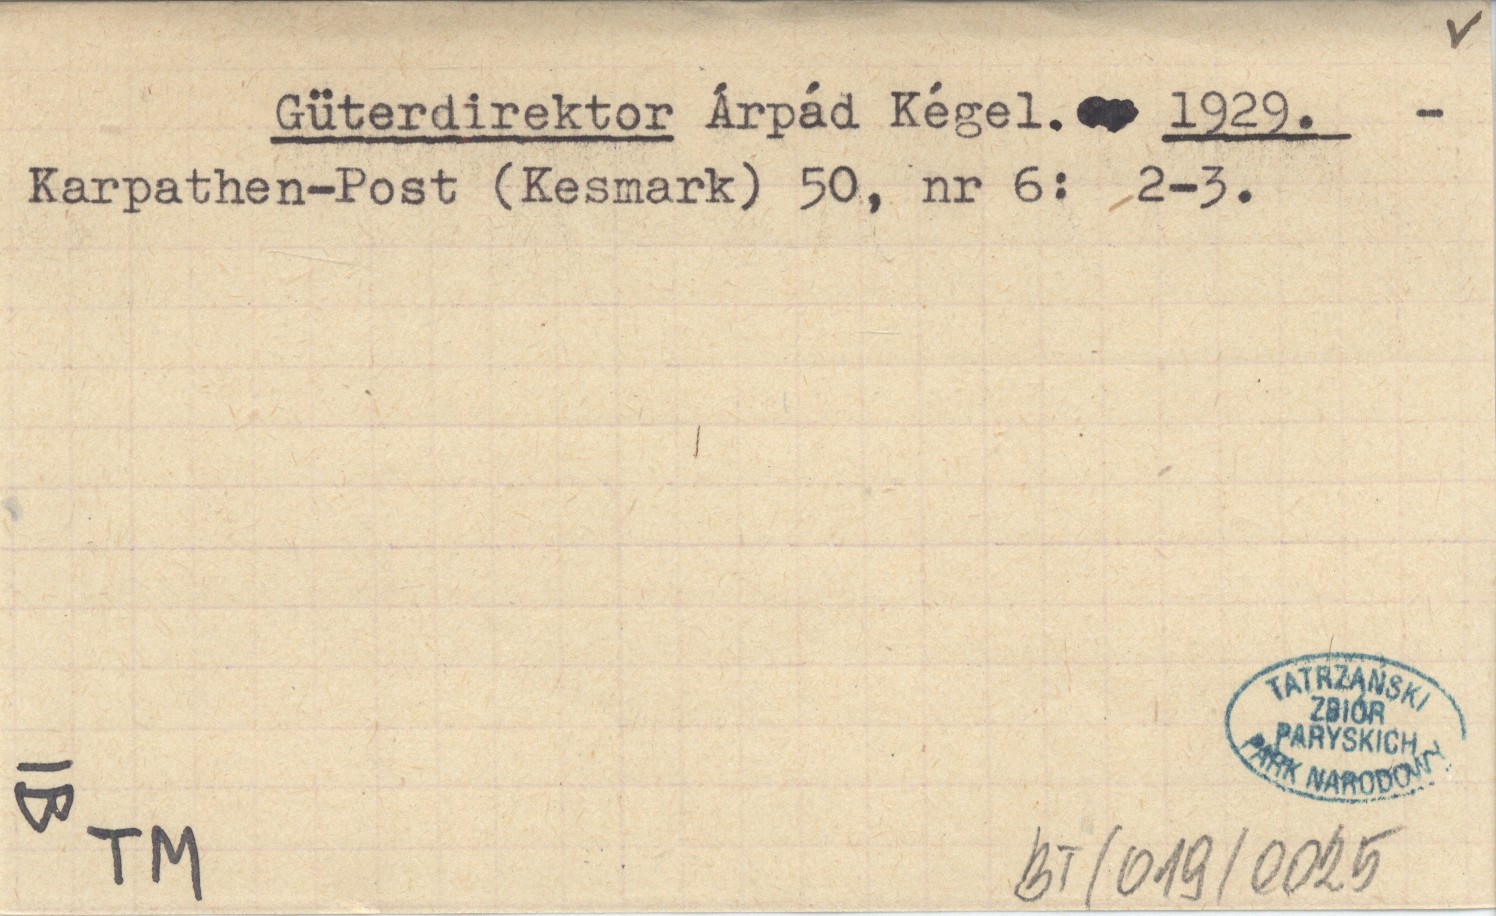 Güterdirektor Árpád Kégel. 1929. -
Karpathen-Post (Kesmark) 50, nr 6: 2-3.
TATRZAŃSKI
ZBIÓR
PARYSKICH
PARK NARODOWY
IB
TM
BT/019/0025